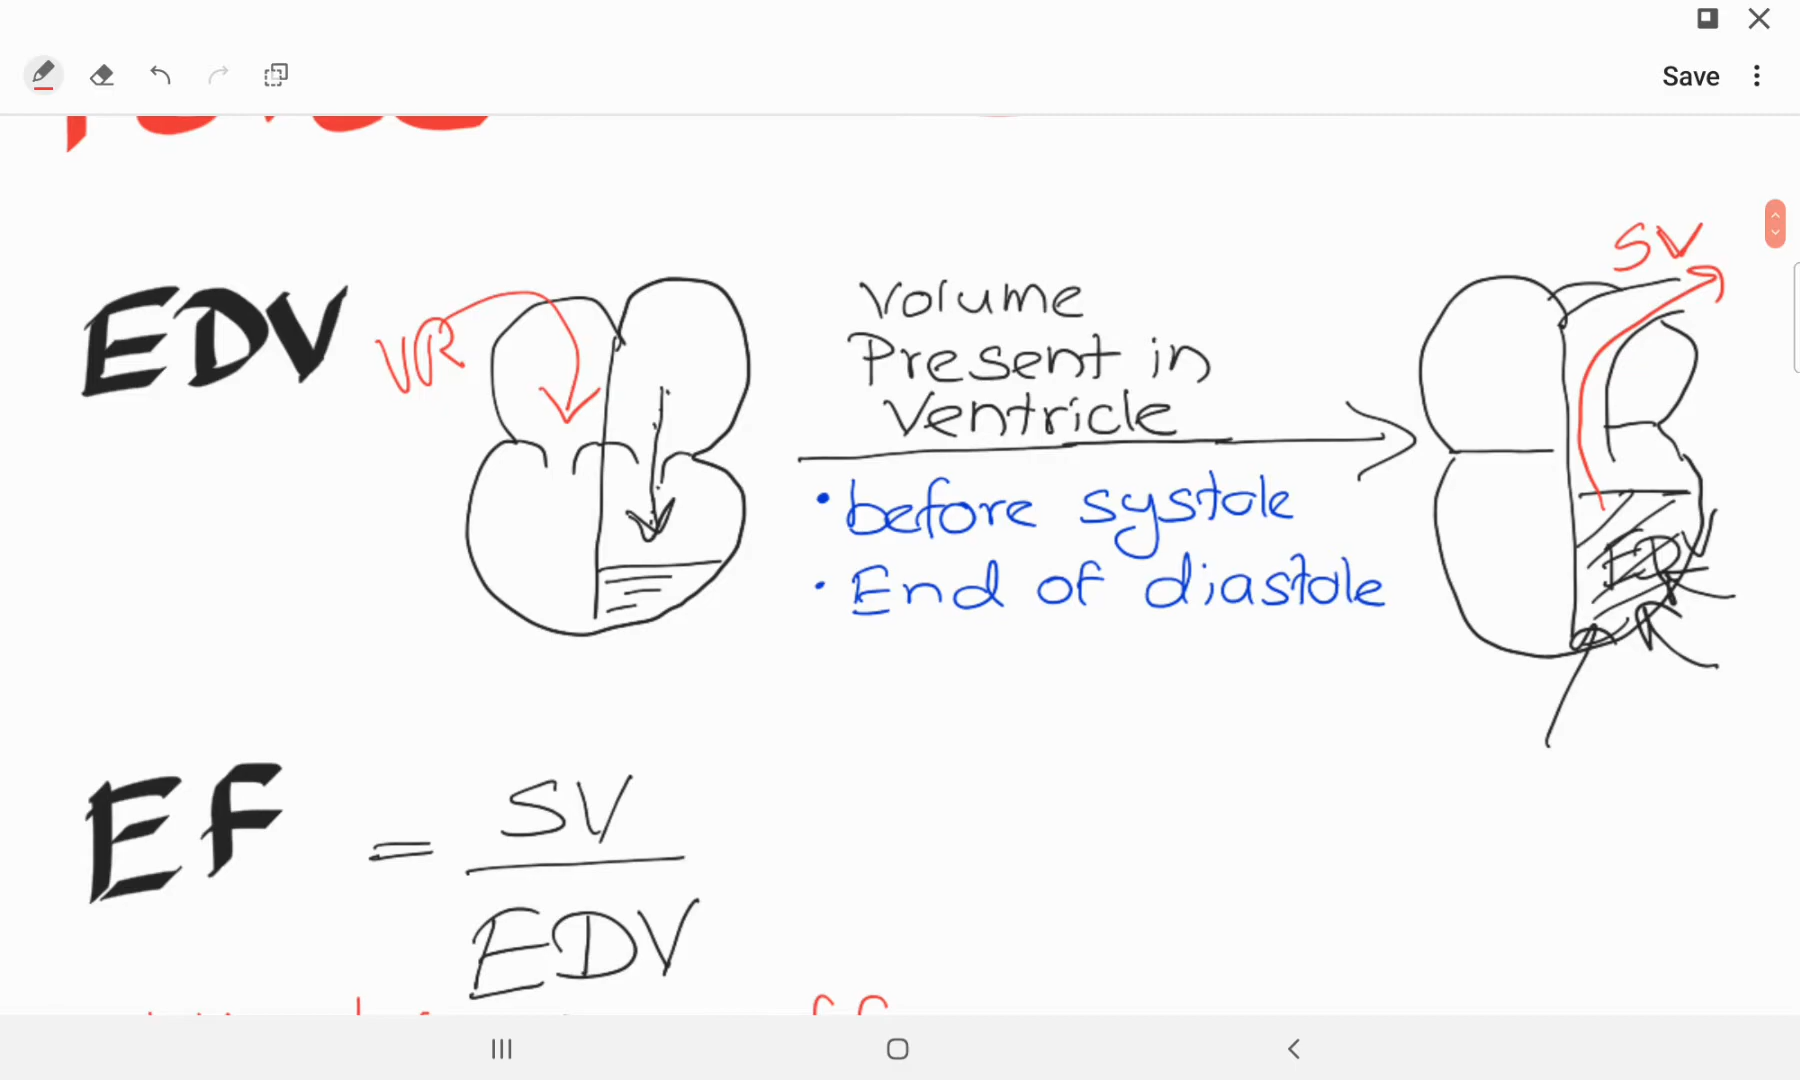 Save
SV
EDV
VR
Volume
Present in
Ventricle
• before systole
• End of diastole
EDV
EF = SV
EDV